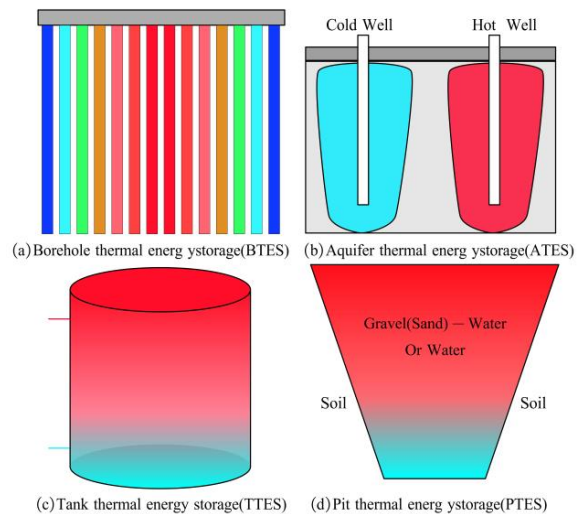 Cold Well
Hot Well
(a)Borehole thermal energ ystorage(BTES)
(b)Aquifer thermal energ ystorage(ATES)
Gravel(Sand) — Water
Or Water
Soil
Soil
(c)Tank thermal energy storage(TTES)
(d)Pit thermal energ ystorage(PTES)